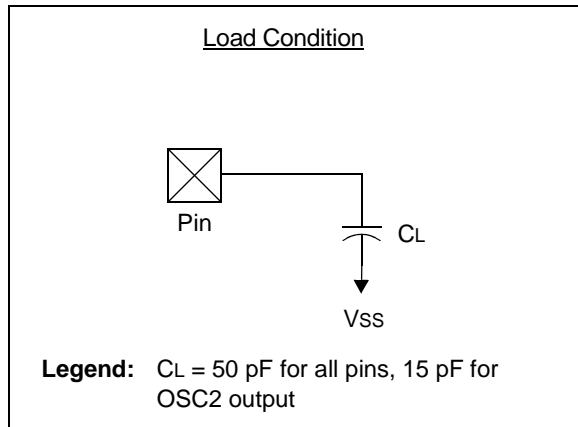 Load Condition
Pin
CL
VSS
Legend: CL = 50 pF for all pins, 15 pF for
OSC2 output